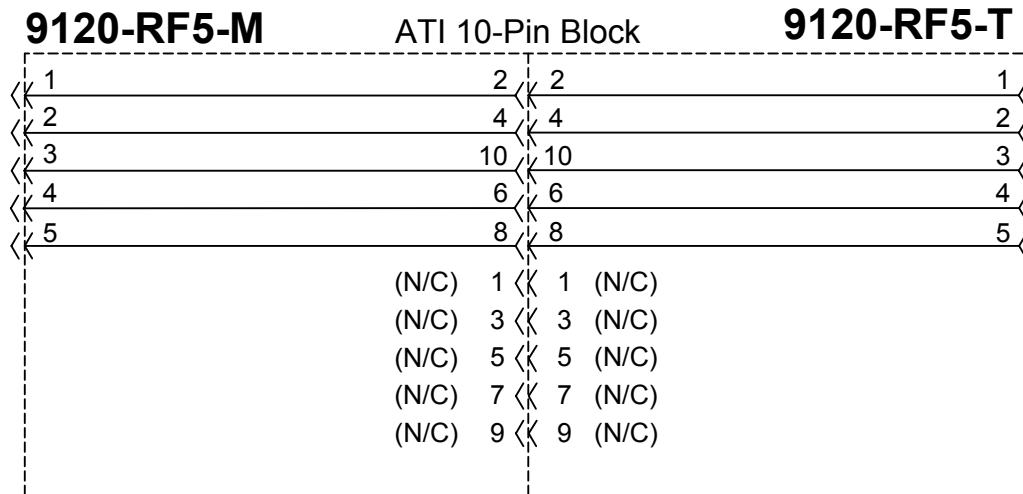 9120-RF5-M ATI 10-Pin Block 9120-RF5-T
1 2 2 1
2 4 4 2
3 10 10 3
4 6 6 4
5 8 8 5
(N/C) 1 1 (N/C)
(N/C) 3 3 (N/C)
(N/C) 5 5 (N/C)
(N/C) 7 7 (N/C)
(N/C) 9 9 (N/C)